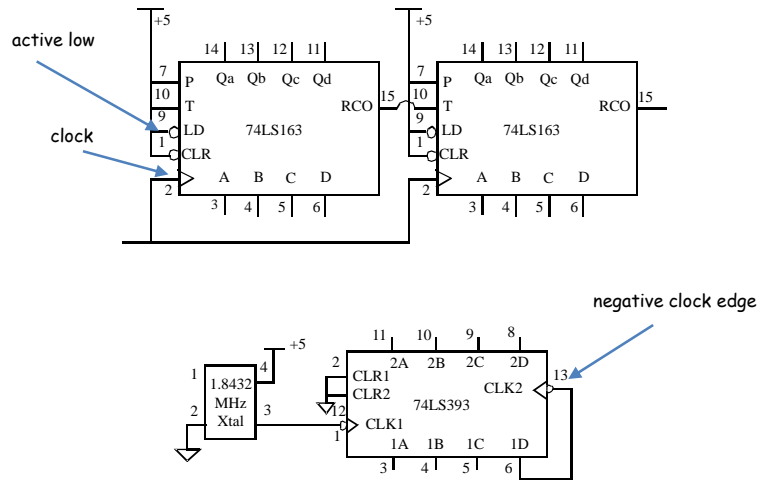 +5
+5
active low
14 13 12 11
14 13 12 11
7 P Qa Qb Qc Qd
7 P Qa Qb Qc Qd
10 T RCO 15
10 T RCO 15
9 LD 74LS163
9 LD 74LS163
clock
1 CLR
1 CLR
2 A B C D
2 A B C D
3 4 5 6
3 4 5 6
negative clock edge
+5
11 10 9 8
1 4
2 CLR1 2A 2B 2C 2D
CLR2 CLK2 13
1.8432
MHz
Xtal
74LS393
2 3
12 CLK1
1 1A 1B 1C 1D
3 4 5 6